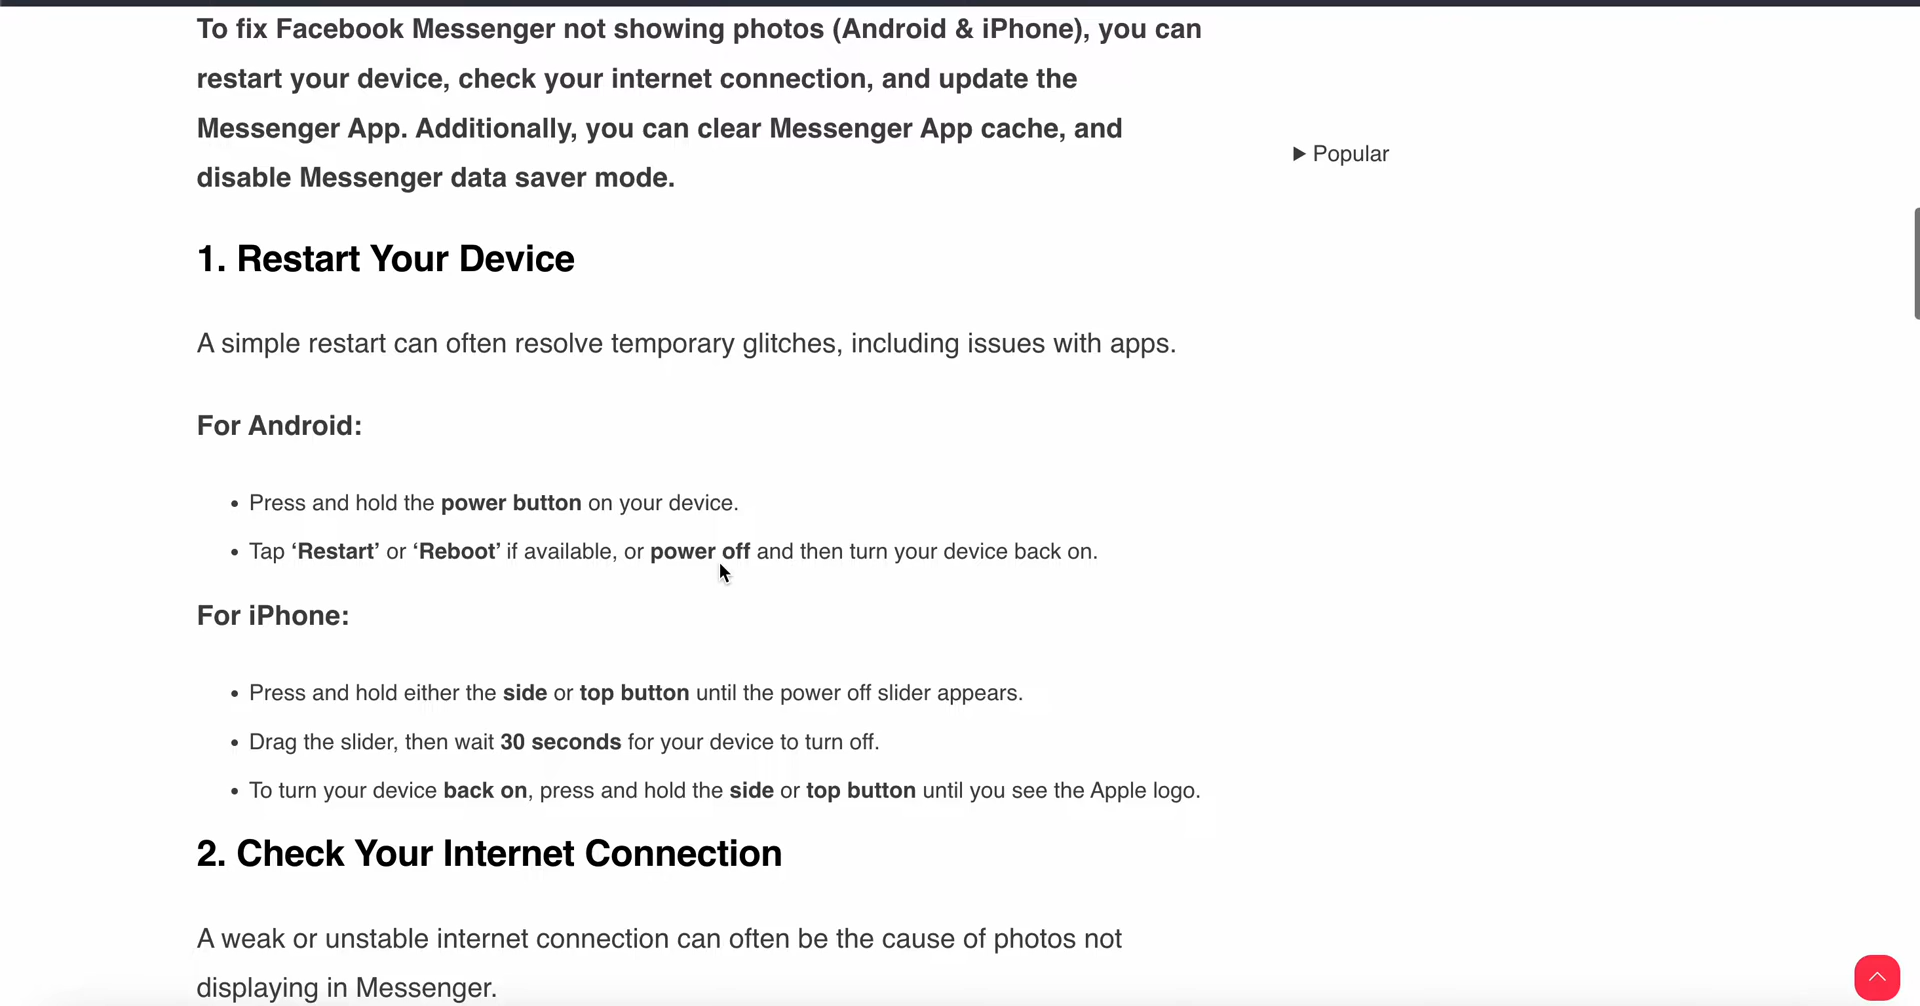 To fix Facebook Messenger not showing photos (Android & iPhone), you can
restart your device, check your internet connection, and update the
Messenger App. Additionally, you can clear Messenger App cache, and
disable Messenger data saver mode.
▶ Popular
1. Restart Your Device
A simple restart can often resolve temporary glitches, including issues with apps.
For Android:
• Press and hold the power button on your device.
• Tap ‘Restart’ or ‘Reboot’ if available, or power off and then turn your device back on.
For iPhone:
• Press and hold either the side or top button until the power off slider appears.
• Drag the slider, then wait 30 seconds for your device to turn off.
• To turn your device back on, press and hold the side or top button until you see the Apple logo.
2. Check Your Internet Connection
A weak or unstable internet connection can often be the cause of photos not
displaying in Messenger.